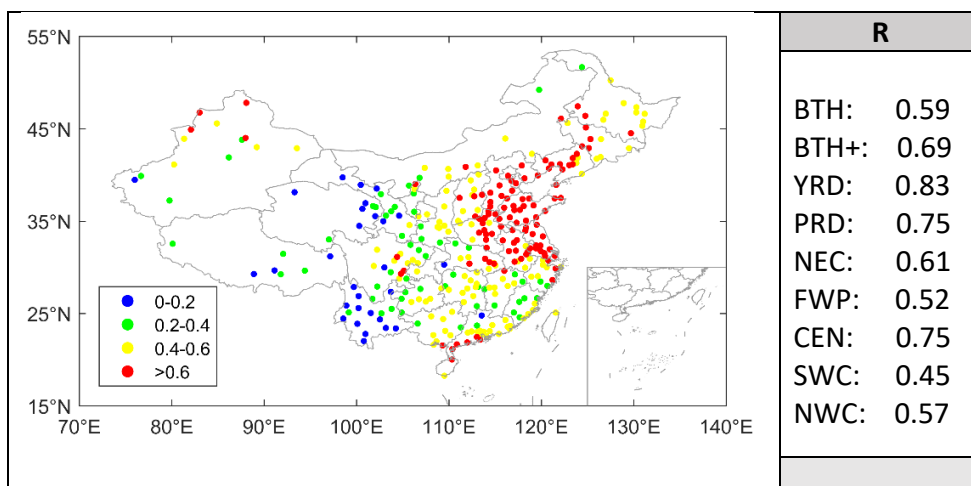 55°N
45°N
35°N
25°N
15°N
70°E 80°E 90°E 100°E 110°E 120°E 130°E 140°E
0-0.2
0.2-0.4
0.4-0.6
>0.6
R
BTH: 0.59
BTH+: 0.69
YRD: 0.83
PRD: 0.75
NEC: 0.61
FWP: 0.52
CEN: 0.75
SWC: 0.45
NWC: 0.57